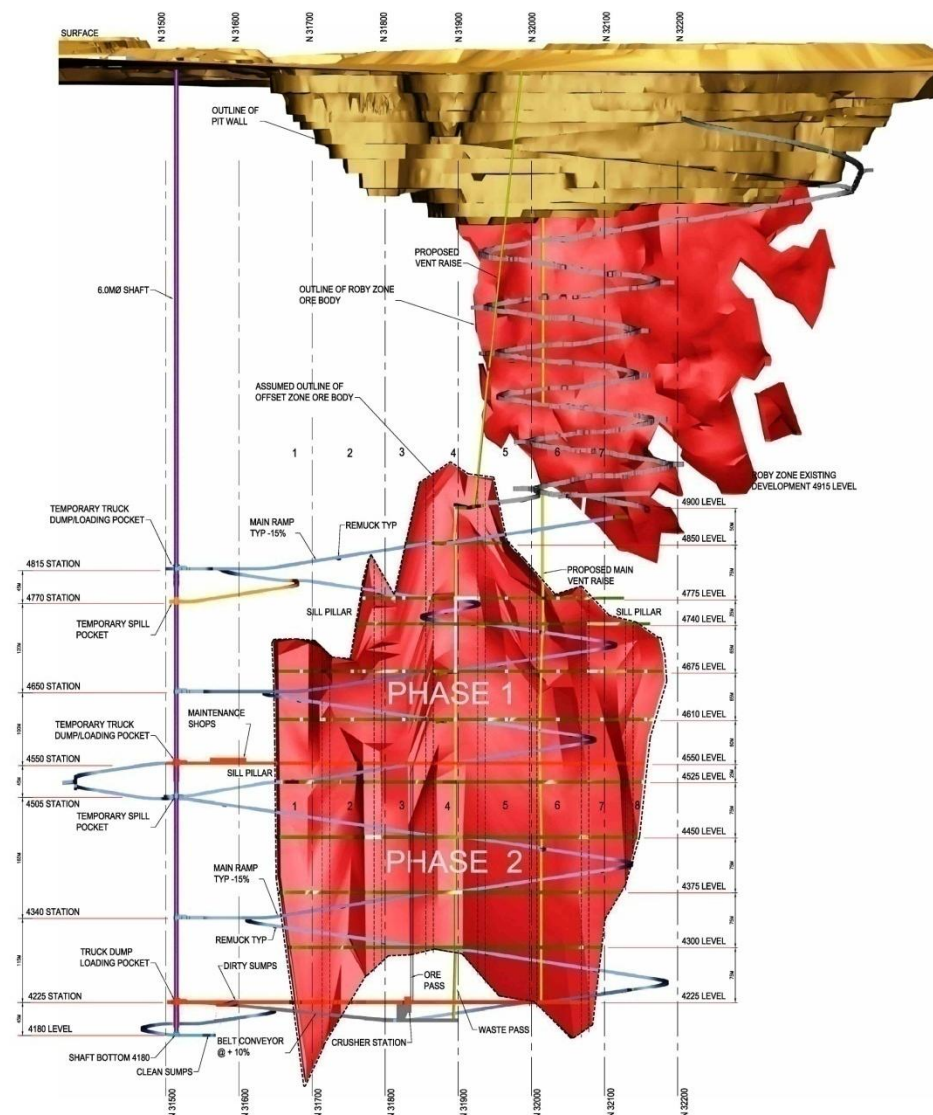 N 31500
N 31600
N 31700
N 31800
N 31900
N 32000
N 32100
N 32200
SURFACE
OUTLINE OF
PIT WALL
PROPOSED
VENT RAISE
6.0MØ SHAFT
OUTLINE OF ROBY ZONE
ORE BODY
ASSUMED OUTLINE OF
OFFSET ZONE ORE BODY
1
2
3
4
5
6
7
ROBY ZONE EXISTING
DEVELOPMENT 4915 LEVEL
TEMPORARY TRUCK
DUMP/LOADING POCKET
MAIN RAMP
TYP -15%
REMUCK TYP
4900 LEVEL
4850 LEVEL
4815 STATION
PROPOSED MAIN
VENT RAISE
4775 LEVEL
4770 STATION
SILL PILLAR
SILL PILLAR
4740 LEVEL
TEMPORARY SPILL
POCKET
4675 LEVEL
4650 STATION
PHASE 1
MAINTENANCE
SHOPS
4610 LEVEL
TEMPORARY TRUCK
DUMP/LOADING POCKET
4550 STATION
4550 LEVEL
SILL PILLAR
4525 LEVEL
4505 STATION
1
2
3
4
5
6
7
8
TEMPORARY SPILL
POCKET
4450 LEVEL
PHASE 2
MAIN RAMP
TYP -15%
4375 LEVEL
4340 STATION
REMUCK TYP
4300 LEVEL
TRUCK DUMP
LOADING POCKET
DIRTY SUMPS
ORE
PASS
4225 STATION
4225 LEVEL
4180 LEVEL
WASTE PASS
SHAFT BOTTOM 4180
BELT CONVEYOR
@ + 10%
CRUSHER STATION
CLEAN SUMPS
N 31500
N 31600
N 31700
N 31800
N 31900
N 32000
N 32100
N 32200